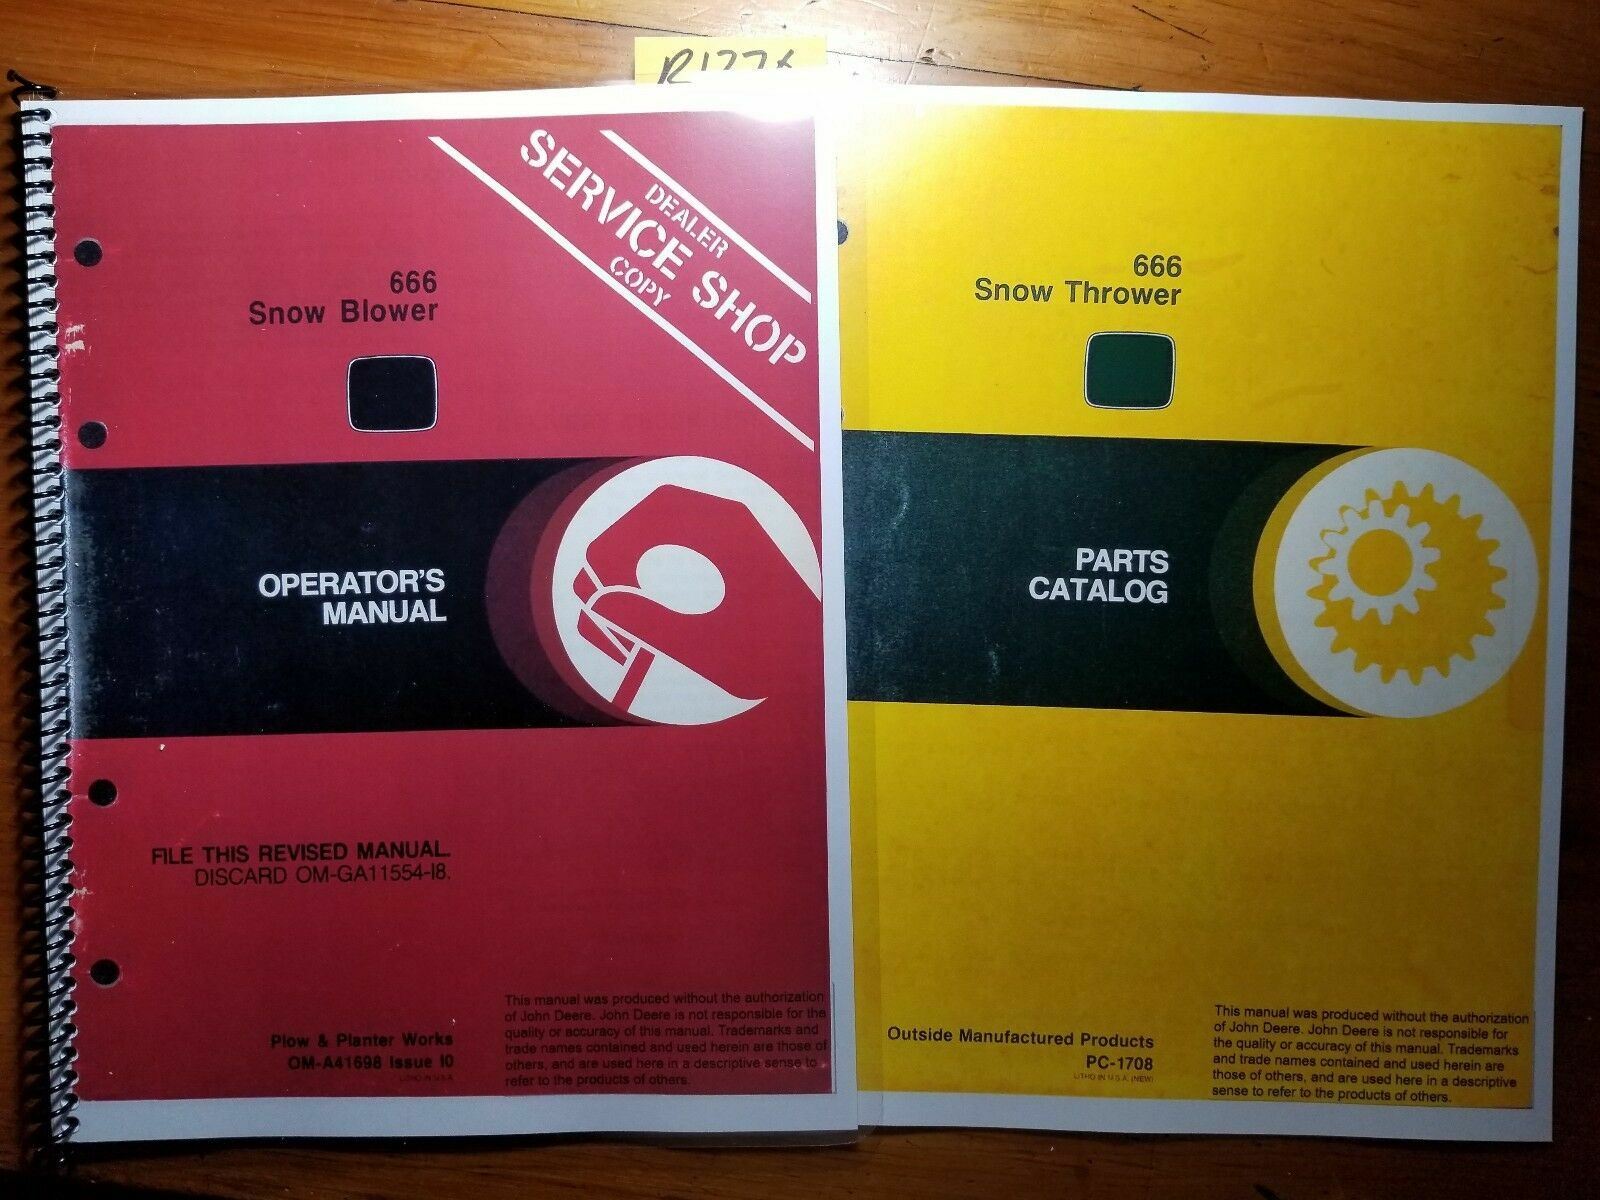 R1776
DEALER
SERVICE SHOP
COPY
666
Snow Blower
OPERATOR'S
MANUAL
FILE THIS REVISED MANUAL.
DISCARD OM-GA11554-I8.
Plow & Planter Works
OM-A41698 Issue I0
LITHO IN U.S.A.
This manual was produced without the authorization
of John Deere. John Deere is not responsible for the
quality or accuracy of this manual. Trademarks and
trade names contained and used herein are those of
others, and are used here in a descriptive sense to
refer to the products of others.
666
Snow Thrower
PARTS
CATALOG
Outside Manufactured Products
PC-1708
LITHO IN U.S.A. (NEW)
This manual was produced without the authorization
of John Deere. John Deere is not responsible for
the quality or accuracy of this manual. Trademarks
and trade names contained and used herein are
those of others, and are used here in a descriptive
sense to refer to the products of others.